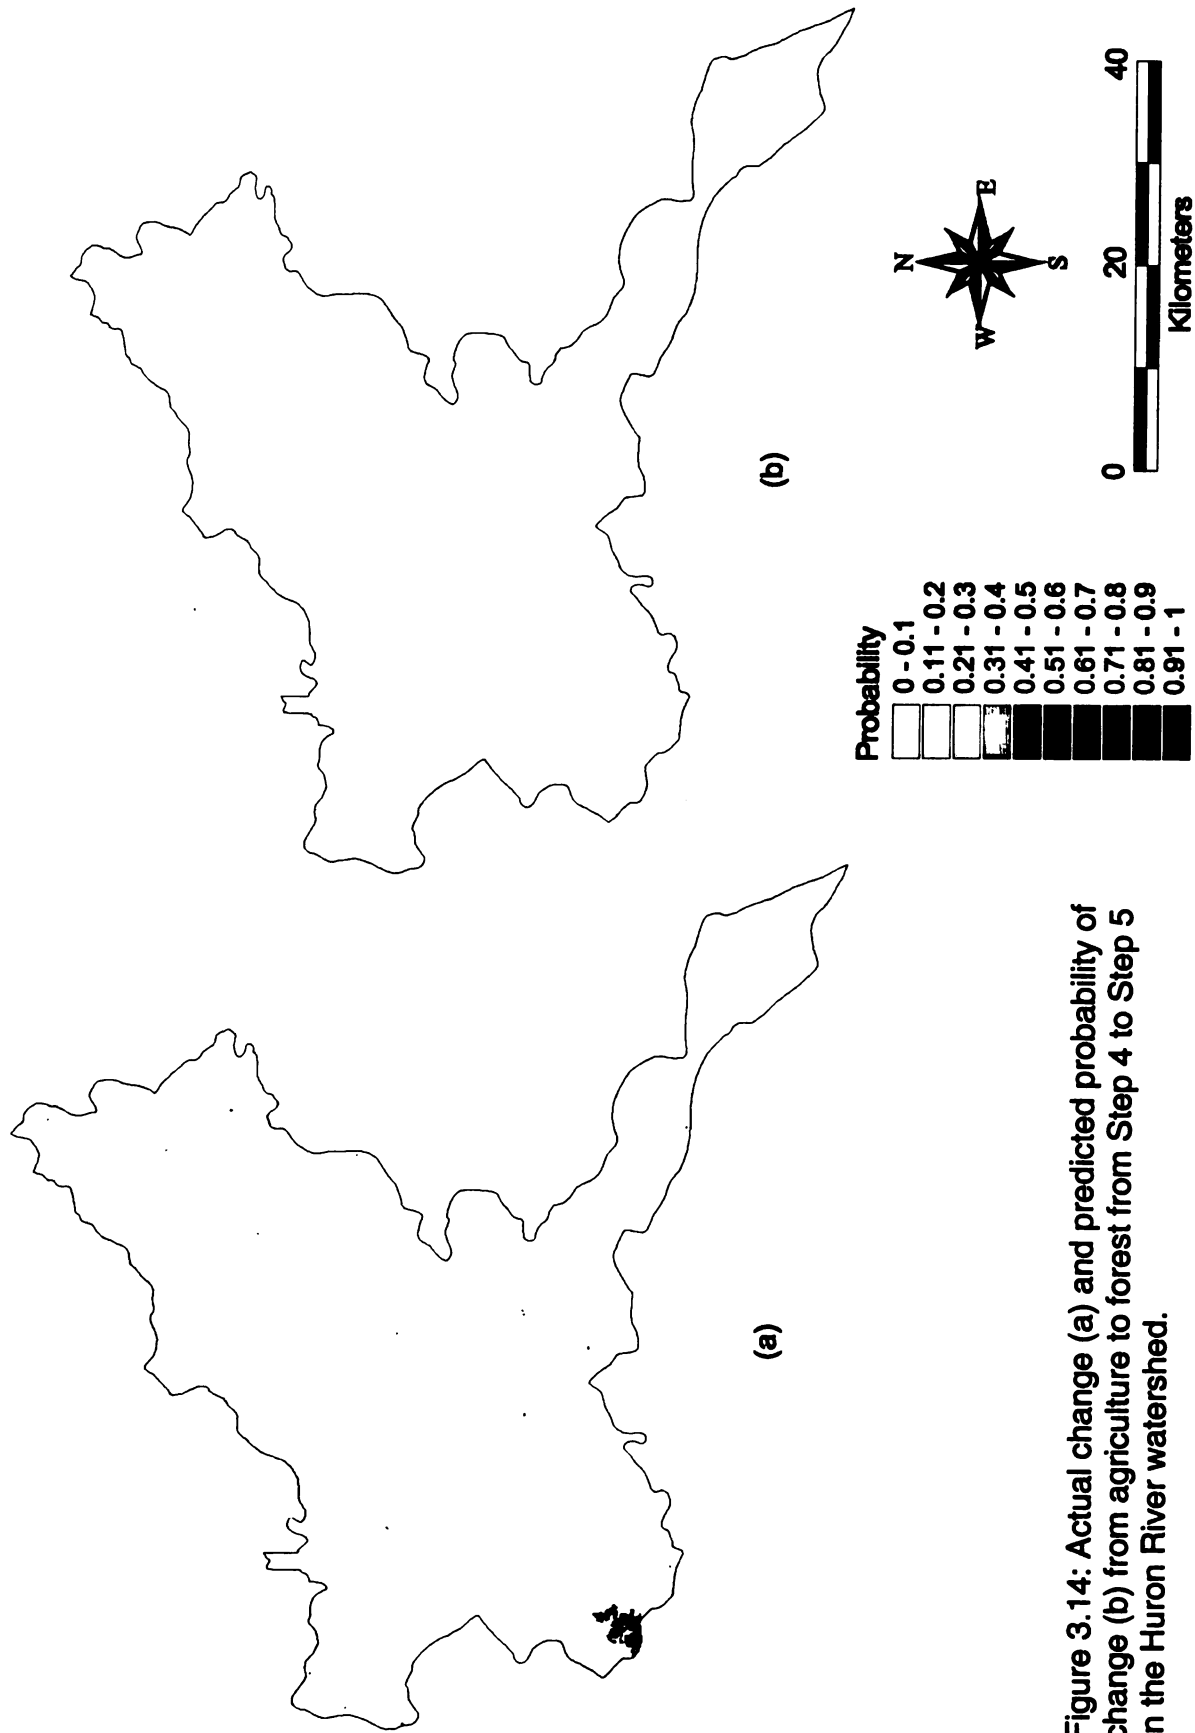 (a)
(b)
Probability
0 - 0.1
0.11 - 0.2
0.21 - 0.3
0.31 - 0.4
0.41 - 0.5
0.51 - 0.6
0.61 - 0.7
0.71 - 0.8
0.81 - 0.9
0.91 - 1
N
W E
S
0 20 40
Kilometers
Figure 3.14: Actual change (a) and predicted probability of
change (b) from agriculture to forest from Step 4 to Step 5
n the Huron River watershed.